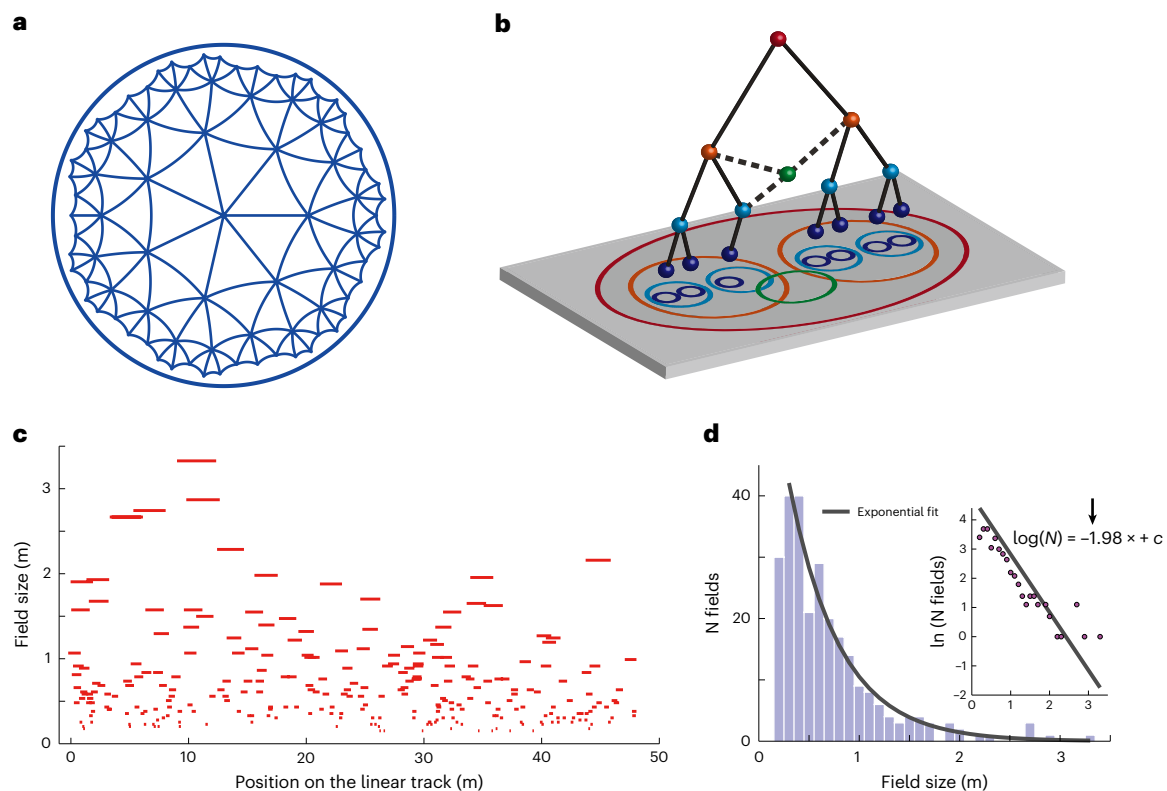 a
b
c
Field size (m)
3
2
1
0
0
10
20
30
40
50
Position on the linear track (m)
d
N fields
40
20
0
0
1
2
3
Field size (m)
Exponential fit
ln (N fields)
4
3
2
1
0
–1
–2
0
1
2
3
log(N) = –1.98 × + c